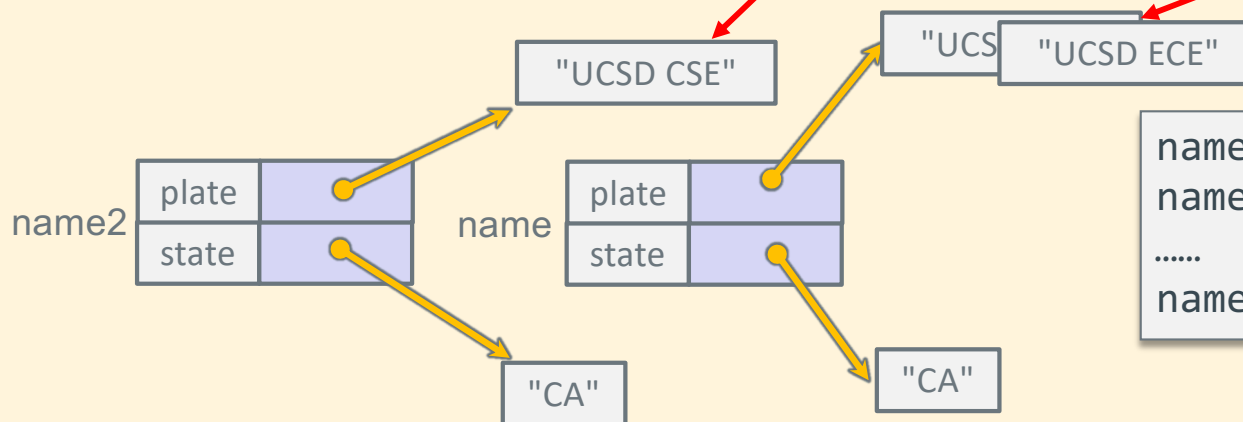 "UCSD CSE"
"UCS
"UCSD ECE"
name2
plate
state
name
plate
state
name
name
......
name
"CA"
"CA"